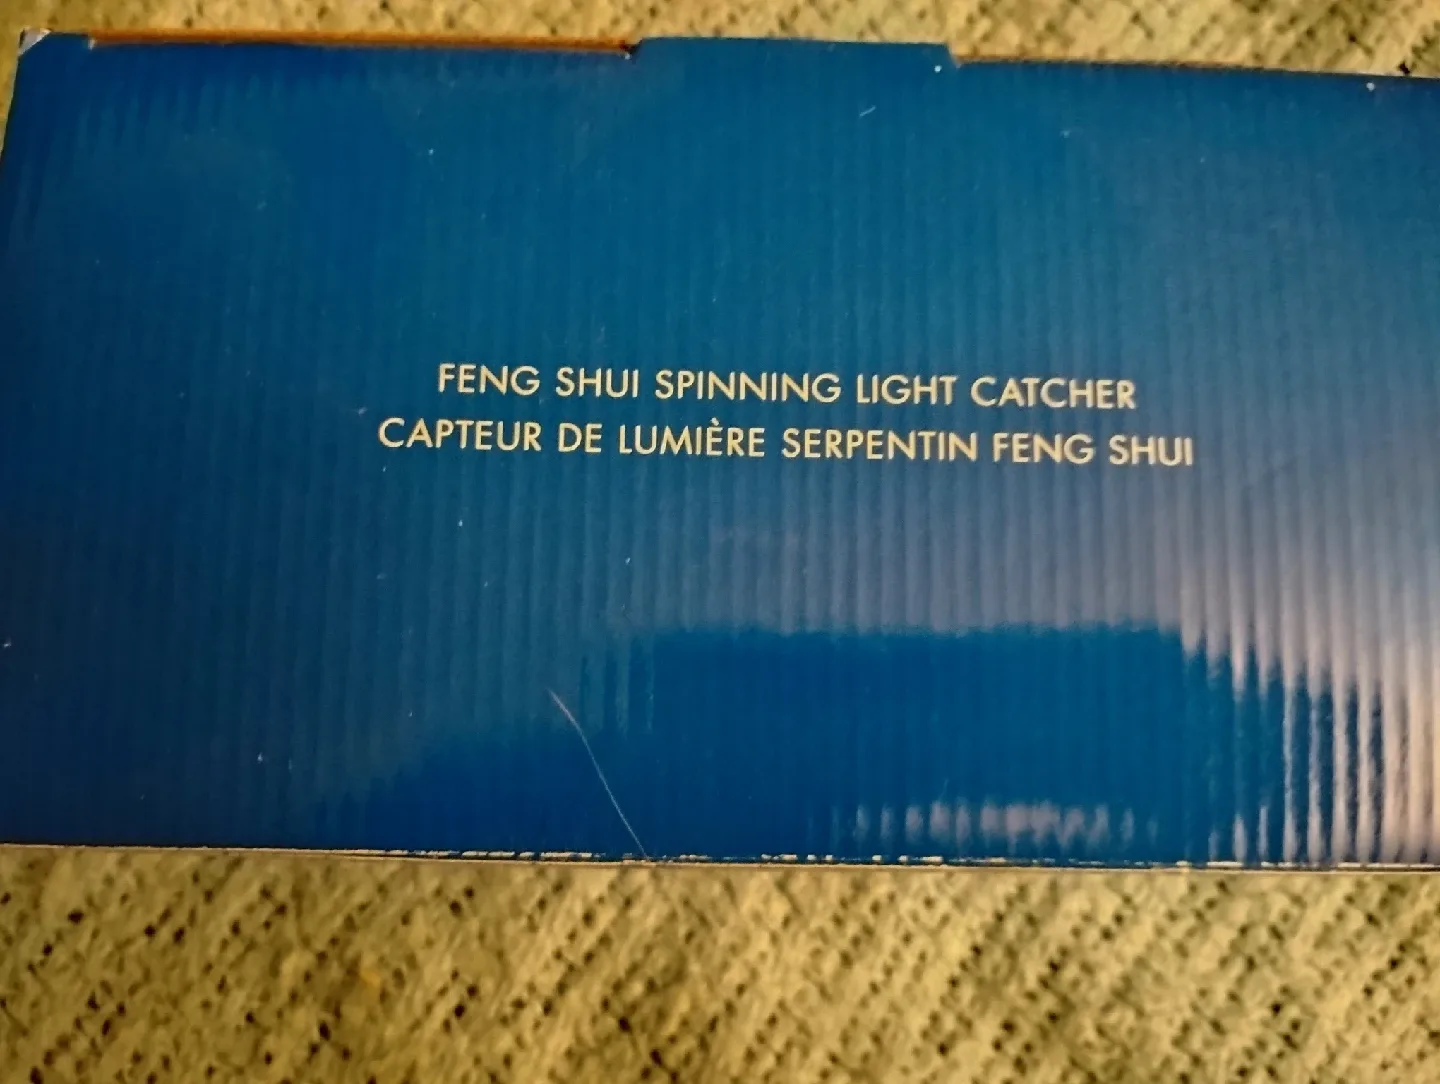 FENG SHUI SPINNING LIGHT CATCHER
CAPTEUR DE LUMIÈRE SERPENTIN FENG SHUI